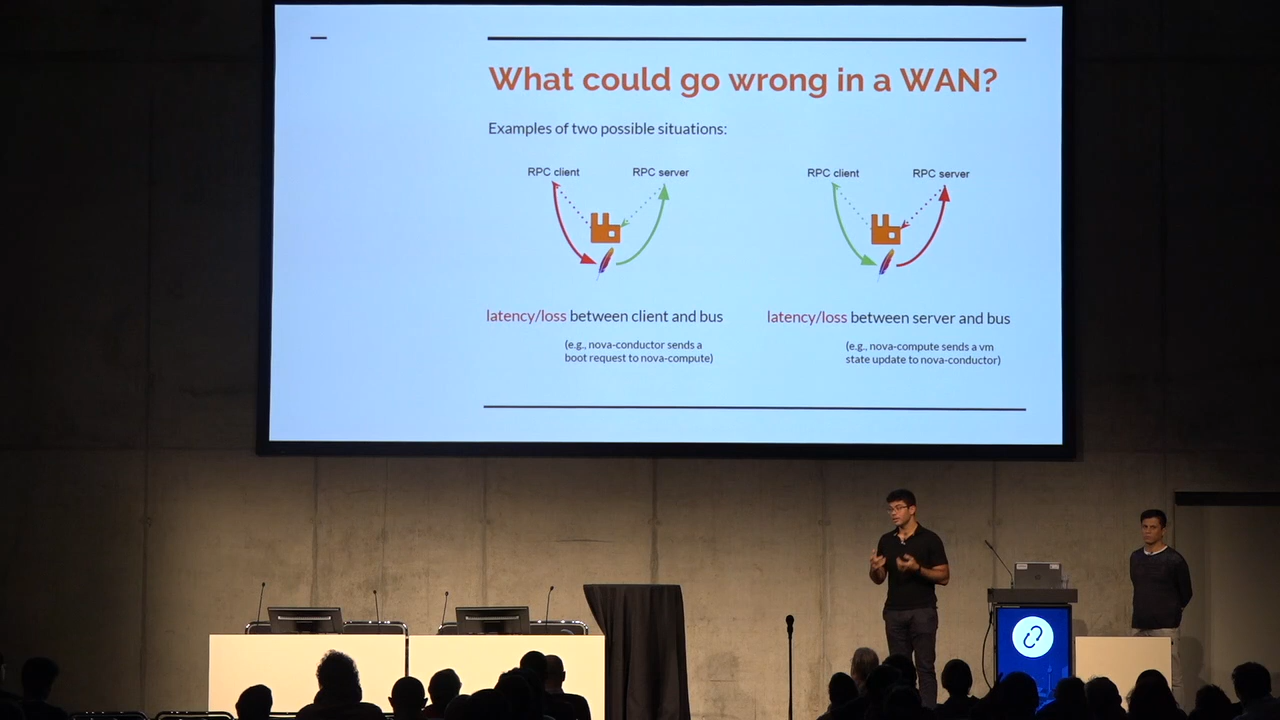 What could go wrong in a WAN?
Examples of two possible situations:
RPC client
RPC server
RPC client
RPC server
latency/loss between client and bus
(e.g., nova-conductor sends a
boot request to nova-compute)
latency/loss between server and bus
(e.g., nova-compute sends a vm
state update to nova-conductor)